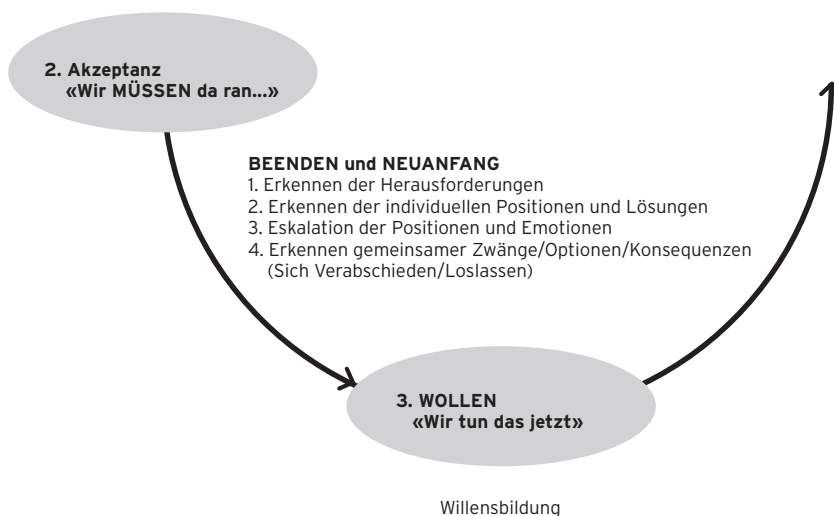 2. Akzeptanz
«Wir MÜSSEN da ran...»
BEENDEN und NEUANFANG
1. Erkennen der Herausforderungen
2. Erkennen der individuellen Positionen und Lösungen
3. Eskalation der Positionen und Emotionen
4. Erkennen gemeinsamer Zwänge/Optionen/Konsequenzen
(Sich Verabschieden/Loslassen)
3. WOLLEN
«Wir tun das jetzt»
Willensbildung